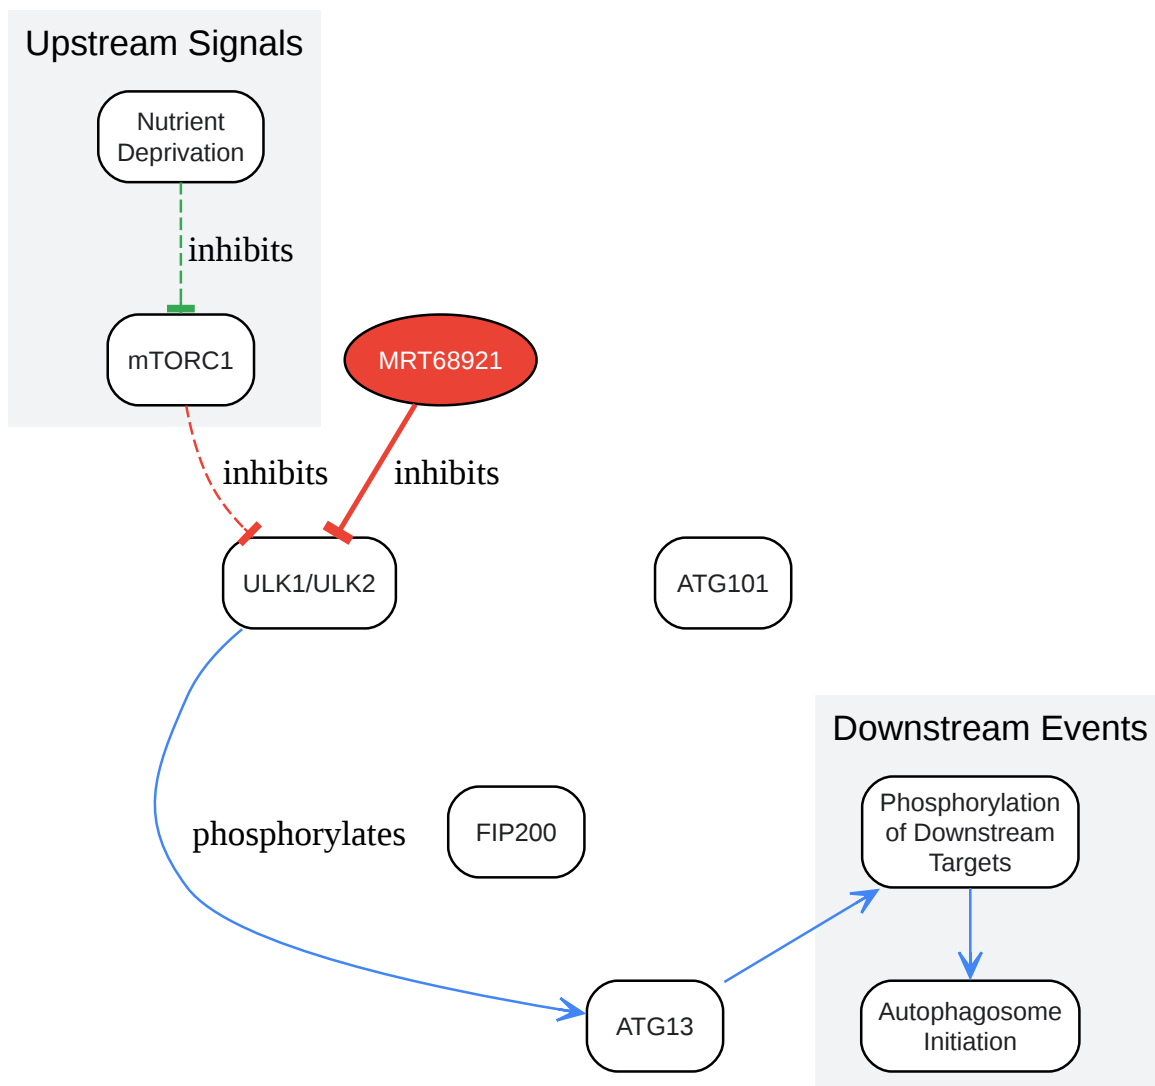 Upstream Signals
Nutrient
Deprivation
inhibits
mTORC1
MRT68921
inhibits
inhibits
ULK1/ULK2
ATG101
Downstream Events
Phosphorylation
of Downstream
Targets
phosphorylates
FIP200
ATG13
Autophagosome
Initiation